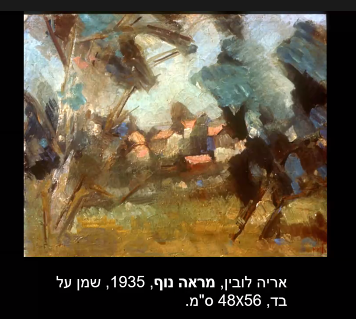 אריה לובין, מראה נוף, 1935, שמן על
בד, 48x56 ס"מ.